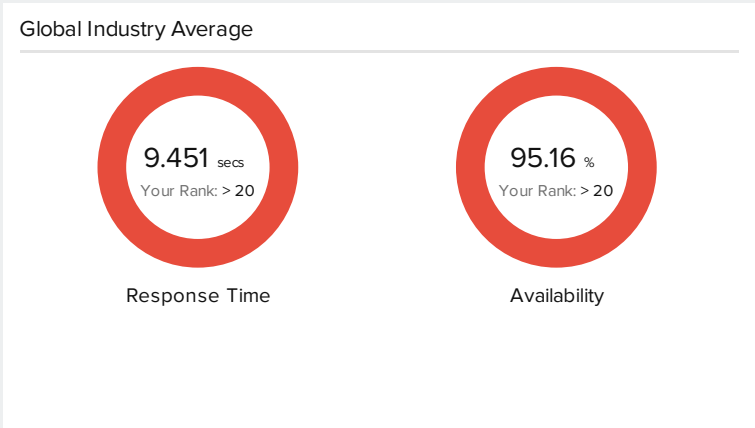 Global Industry Average
9.451 secs
Your Rank: > 20
Response Time
95.16 %
Your Rank: > 20
Availability